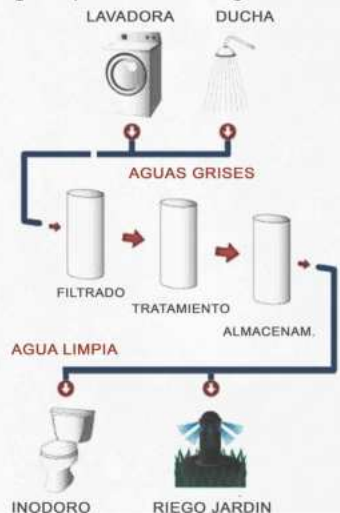 LAVADORA DUCHA
AGUAS GRISES
FILTRADO
TRATAMIENTO
ALMACENAM.
AGUA LIMPIA
INODORO RIEGO JARDIN